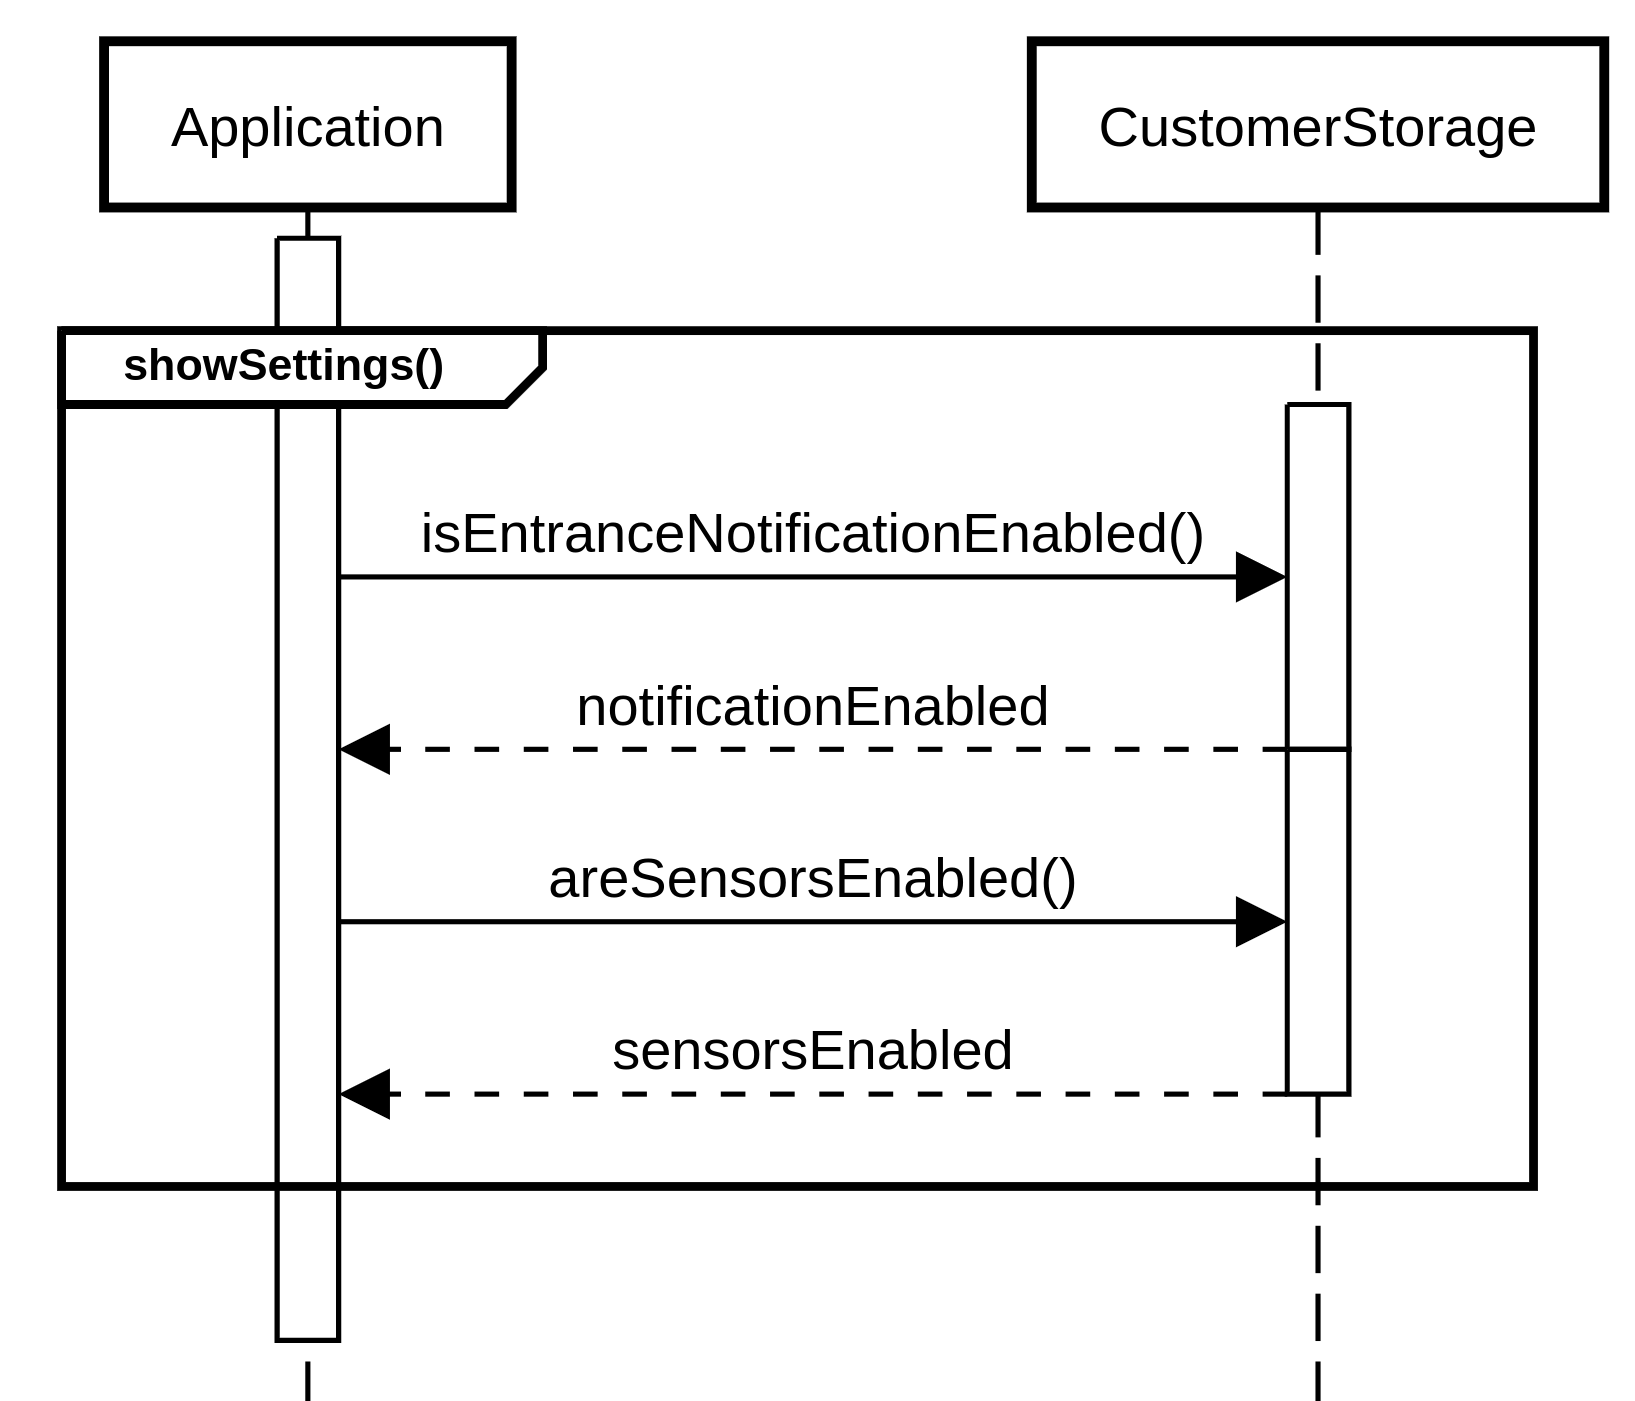 Application
CustomerStorage
showSettings()
isEntranceNotificationEnabled()
notificationEnabled
areSensorsEnabled()
sensorsEnabled